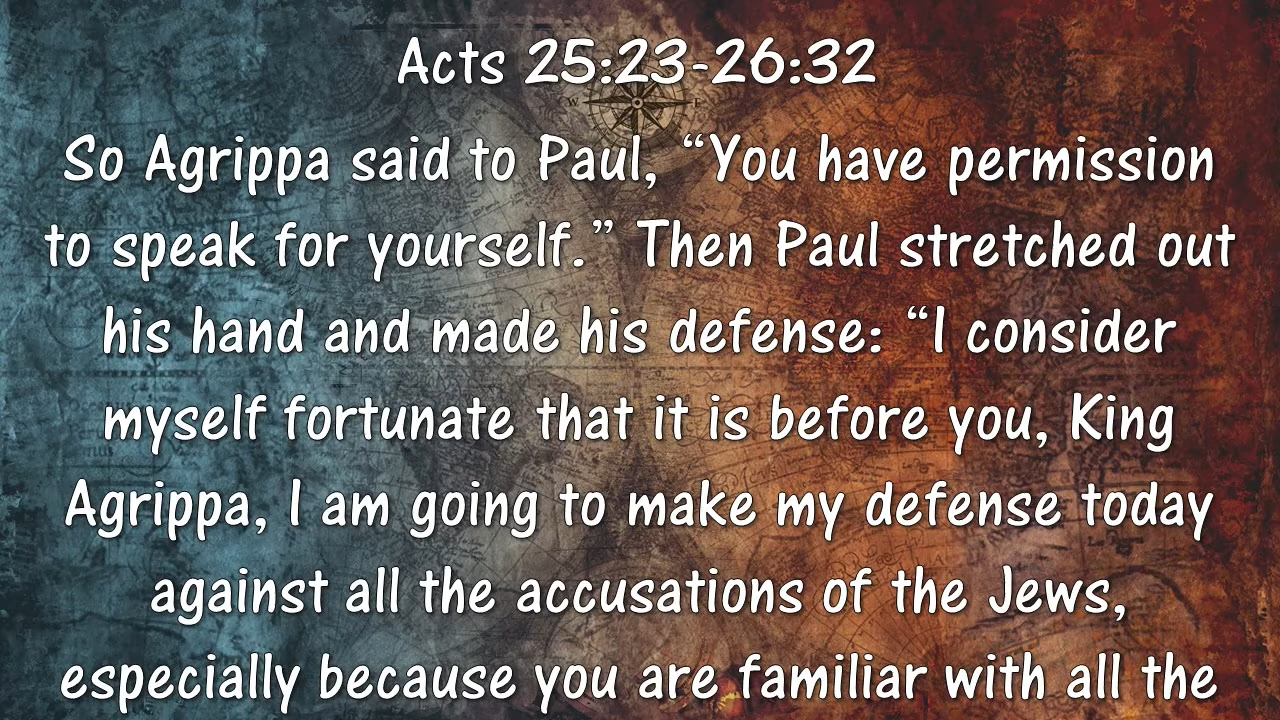 Acts 25:23-26:32
W E
So Agrippa said to Paul, “You have permission
to speak for yourself.” Then Paul stretched out
his hand and made his defense: “I consider
myself fortunate that it is before you, King
Agrippa, I am going to make my defense today
against all the accusations of the Jews,
especially because you are familiar with all the